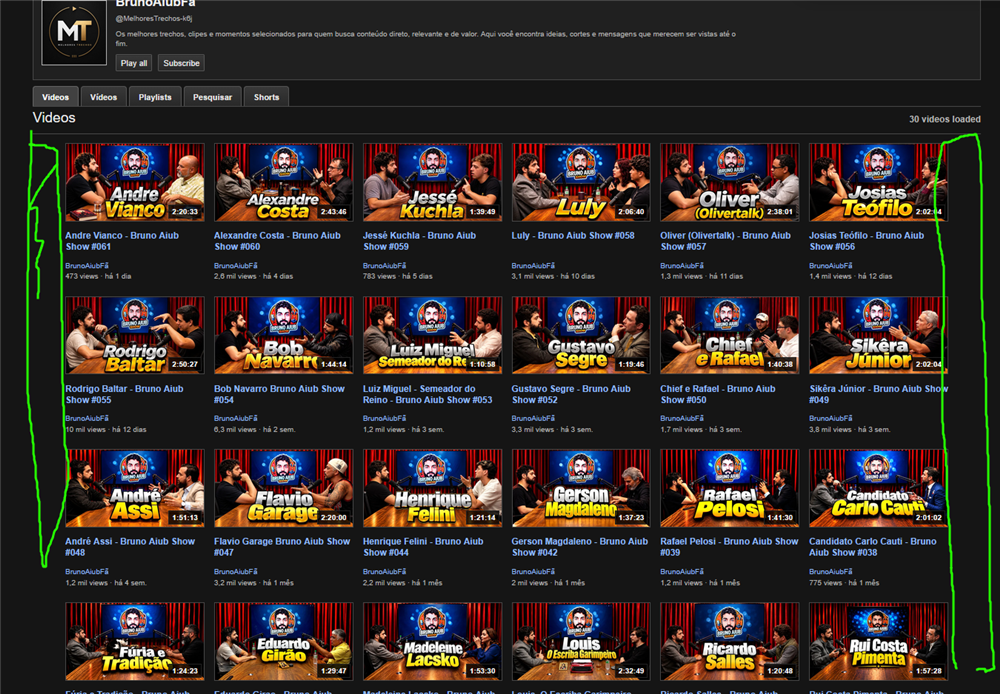 BrunoAiubFã
@MelhoresTrechos-k6j
Os melhores trechos, clipes e momentos selecionados para quem busca conteúdo direto, relevante e de valor. Aqui você encontra ideias, cortes e mensagens que merecem ser vistas até o
fim.
MT
MELHORES TRECHOS
Play all Subscribe
Videos Vídeos Playlists Pesquisar Shorts
Videos 30 videos loaded
Andre Vianco 2:20:33
Alexandre Costa 2:43:46
Jessé Kuchla 1:39:49
Luly 2:06:40
Oliver (Olivertalk) 2:38:01
Josias Teófilo 2:02:04
Andre Vianco - Bruno Aiub Show #061
Alexandre Costa - Bruno Aiub Show #060
Jessé Kuchla - Bruno Aiub Show #059
Luly - Bruno Aiub Show #058
Oliver (Olivertalk) - Bruno Aiub Show #057
Josias Teófilo - Bruno Aiub Show #056
BrunoAiubFã BrunoAiubFã BrunoAiubFã BrunoAiubFã BrunoAiubFã BrunoAiubFã
473 views · há 1 dia
2,6 mil views · há 4 dias
783 views · há 5 dias
3,1 mil views · há 10 dias
1,3 mil views · há 11 dias
1,4 mil views · há 12 dias
BRUNO AIUB
Rodrigo Baltar 2:50:27
BRUNO AIUB
Bob Navarro 1:44:14
Luiz Miguel Semeador do Re 1:10:58
Gustavo Segre 1:19:46
Chief e Rafael 1:40:38
Sikêra Júnior 2:02:04
Rodrigo Baltar - Bruno Aiub Show #055
Bob Navarro Bruno Aiub Show #054
Luiz Miguel - Semeador do Reino - Bruno Aiub Show #053
Gustavo Segre - Bruno Aiub Show #052
Chief e Rafael - Bruno Aiub Show #050
Sikêra Júnior - Bruno Aiub Show #049
BrunoAiubFã BrunoAiubFã BrunoAiubFã BrunoAiubFã BrunoAiubFã BrunoAiubFã
10 mil views · há 12 dias
6,3 mil views · há 2 sem.
1,2 mil views · há 3 sem.
3,3 mil views · há 3 sem.
1,7 mil views · há 3 sem.
3,8 mil views · há 3 sem.
André Assi 1:51:13
Flavio Garage 2:20:00
Henrique Felini 1:21:14
Gerson Magdaleno 1:37:23
Rafael Pelosi 1:41:30
Candidato Carlo Cauti 2:01:02
André Assi - Bruno Aiub Show #048
Flavio Garage Bruno Aiub Show #047
Henrique Felini - Bruno Aiub Show #044
Gerson Magdaleno - Bruno Aiub Show #042
Rafael Pelosi - Bruno Aiub Show #039
Candidato Carlo Cauti - Bruno Aiub Show #038
BrunoAiubFã BrunoAiubFã BrunoAiubFã BrunoAiubFã BrunoAiubFã BrunoAiubFã
1,2 mil views · há 4 sem.
3,2 mil views · há 1 mês
2,2 mil views · há 1 mês
2 mil views · há 1 mês
1,2 mil views · há 1 mês
775 views · há 1 mês
Fúria e Tradição 1:24:23
Eduardo Girão 1:29:47
Madeleine Lacsko 1:53:30
Louis O Escriba Garimpeiro 2:32:49
Ricardo Salles 1:20:48
Rui Costa Pimenta 1:57:28